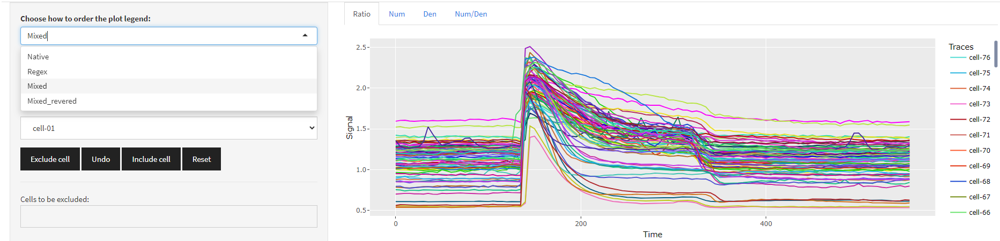 Choose how to order the plot legend:
Mixed
Native
Regex
Mixed
Mixed_revered
cell-01
Exclude cell Undo Include cell Reset
Cells to be excluded:
Ratio Num Den Num/Den
2.5
2.0
1.5
1.0
0.5
Signal
0 200 400
Time
Traces
cell-76
cell-75
cell-74
cell-73
cell-72
cell-71
cell-70
cell-69
cell-68
cell-67
cell-66